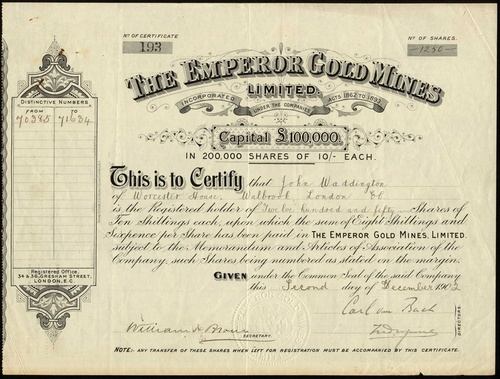 No. OF CERTIFICATE
193
No. OF SHARES.
1250
THE EMPEROR GOLD MINES
LIMITED.
INCORPORATED UNDER THE COMPANIES ACTS 1862 TO 1893
Capital £100,000.
IN 200,000 SHARES OF 10/- EACH.
DISTINCTIVE NUMBERS
FROM TO
70385 71634
This is to Certify that John Waddington
of Worcester House, Walbrook, London EC
is the Registered holder of Twelve hundred and fifty Shares of
Ten Shillings each, upon which the sum of Eight Shillings and
Sixpence per Share has been paid in THE EMPEROR GOLD MINES, LIMITED
subject to the Memorandum and Articles of Association of the
Company, such Shares being numbered as stated on the margin.
GIVEN under the Common Seal of the said Company
this Second day of December 1902
Registered Office,
34 & 36, GRESHAM STREET,
LONDON, E.C.
Carl
William
SECRETARY.
DIRECTORS.
NOTE:- ANY TRANSFER OF THESE SHARES WHEN LEFT FOR REGISTRATION MUST BE ACCOMPANIED BY THIS CERTIFICATE.